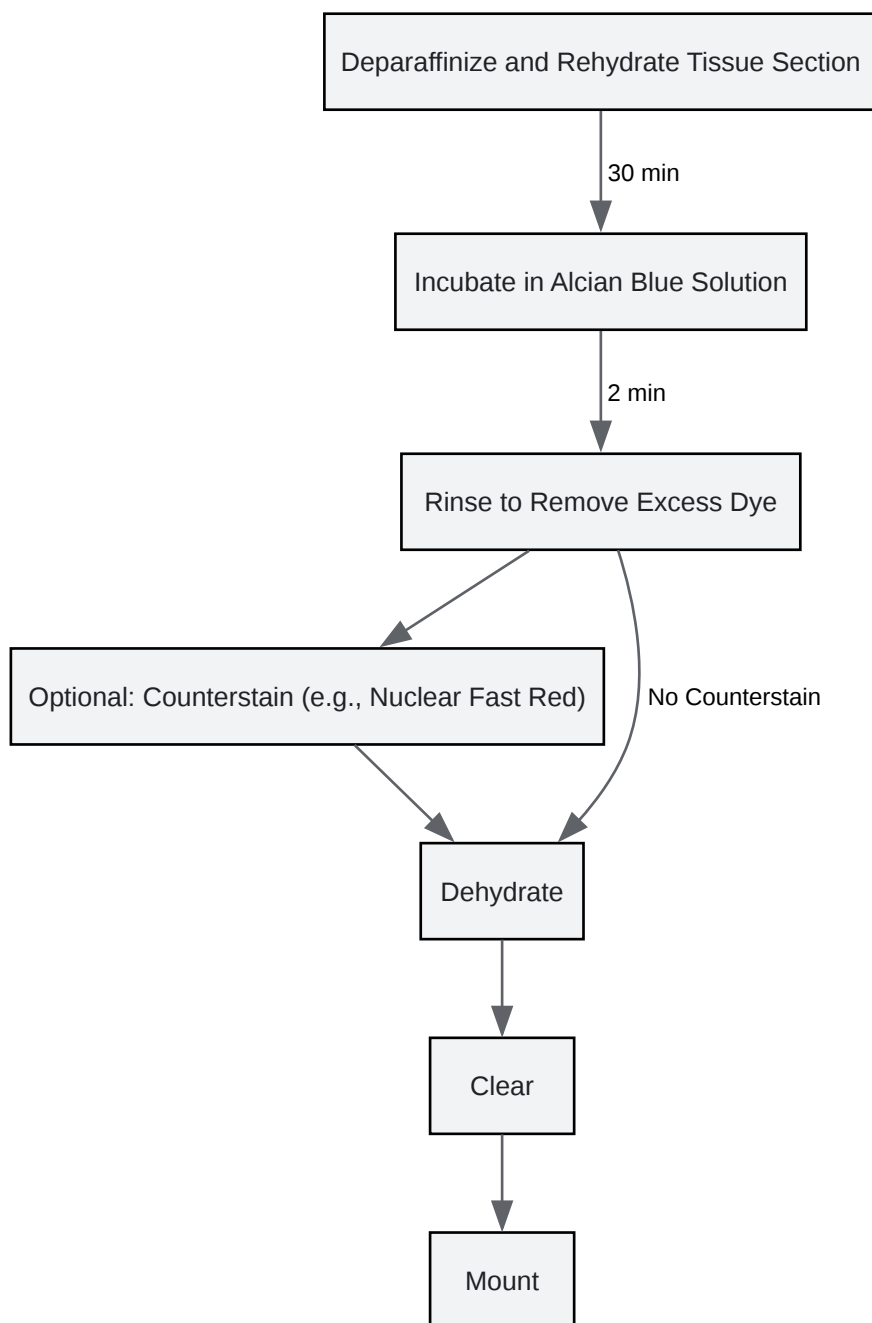 Deparaffinize and Rehydrate Tissue Section
30 min
Incubate in Alcian Blue Solution
2 min
Rinse to Remove Excess Dye
Optional: Counterstain (e.g., Nuclear Fast Red)
No Counterstain
Dehydrate
Clear
Mount